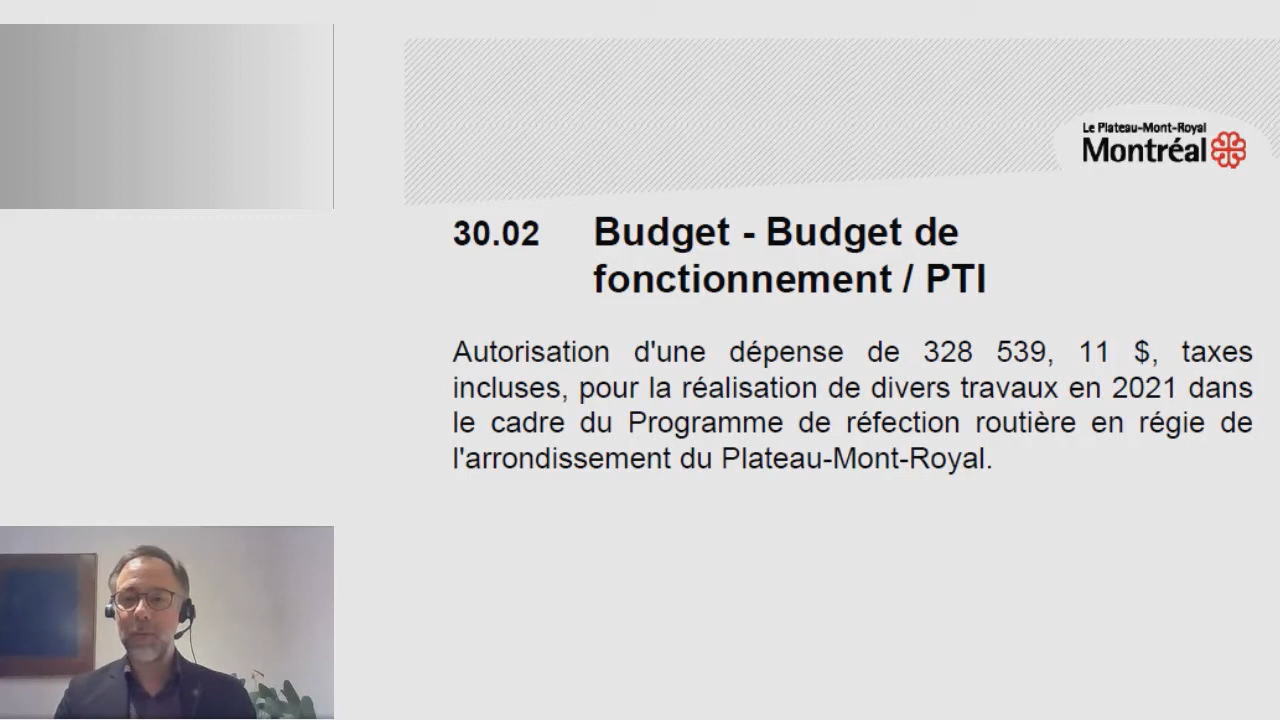 Le Plateau-Mont-Royal
Montréal
30.02 Budget - Budget de
fonctionnement / PTI
Autorisation d'une dépense de 328 539, 11 $, taxes
incluses, pour la réalisation de divers travaux en 2021 dans
le cadre du Programme de réfection routière en régie de
l'arrondissement du Plateau-Mont-Royal.